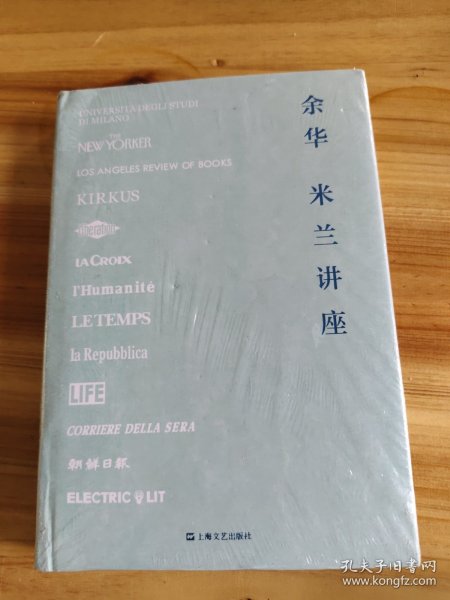 余华 米兰讲座
UNIVERSITÀ DEGLI STUDI
DI MILANO
THE
NEW YORKER
LOS ANGELES REVIEW OF BOOKS
KIRKUS
Libération
LA CROIX
l'Humanité
LE TEMPS
la Repubblica
LIFE
CORRIERE DELLA SERA
朝鮮日報
ELECTRIC LIT
上海文艺出版社
孔夫子旧书网
www.kongfz.com